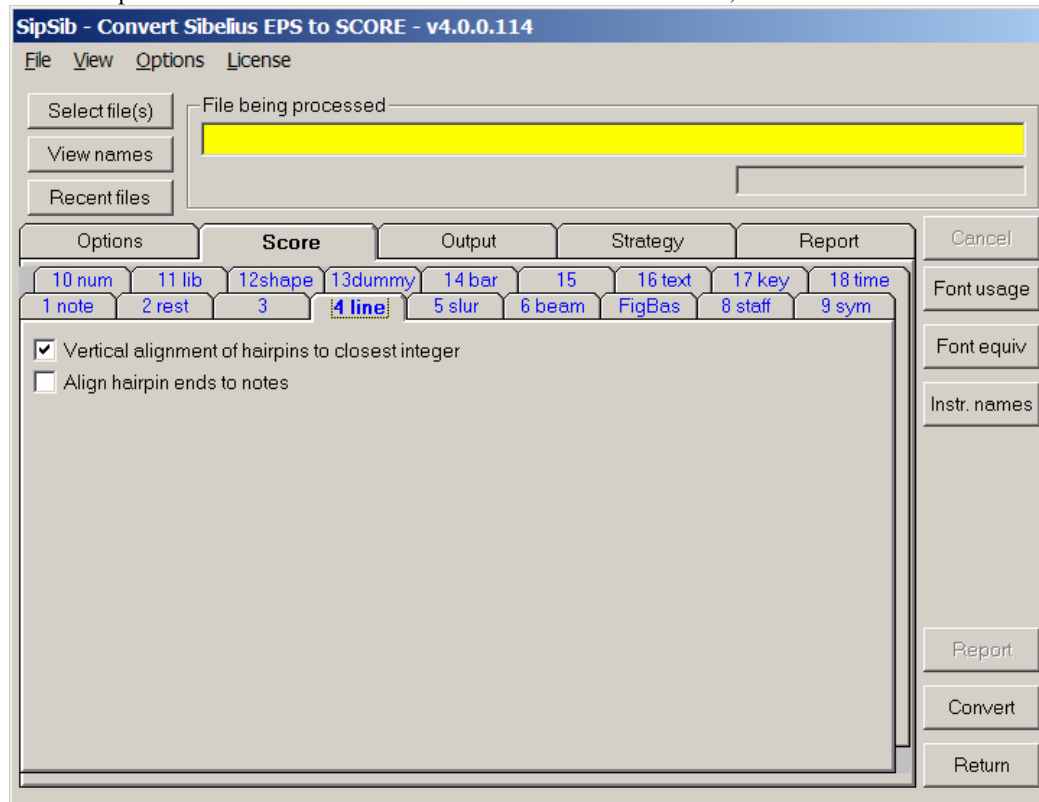 SipSib - Convert Sibelius EPS to SCORE - v4.0.0.114
File View Options License
Select file(s)
File being processed
View names
Recent files
Options Score Output Strategy Report
Cancel
10 num 11 lib 12shape 13dummy 14 bar 15 16 text 17 key 18 time
1 note 2 rest 3 4 line 5 slur 6 beam FigBas 8 staff 9 sym
Font usage
Vertical alignment of hairpins to closest integer
Font equiv
Align hairpin ends to notes
Instr. names
Report
Convert
Return